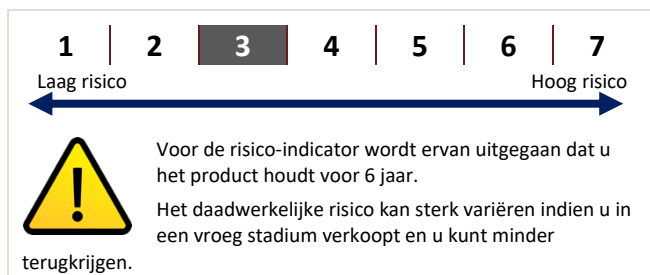 1 2 3 4 5 6 7
Laag risico Hoog risico
Voor de risico-indicator wordt ervan uitgegaan dat u
het product houdt voor 6 jaar.
Het daadwerkelijke risico kan sterk variëren indien u in
een vroeg stadium verkoopt en u kunt minder
terugkrijgen.